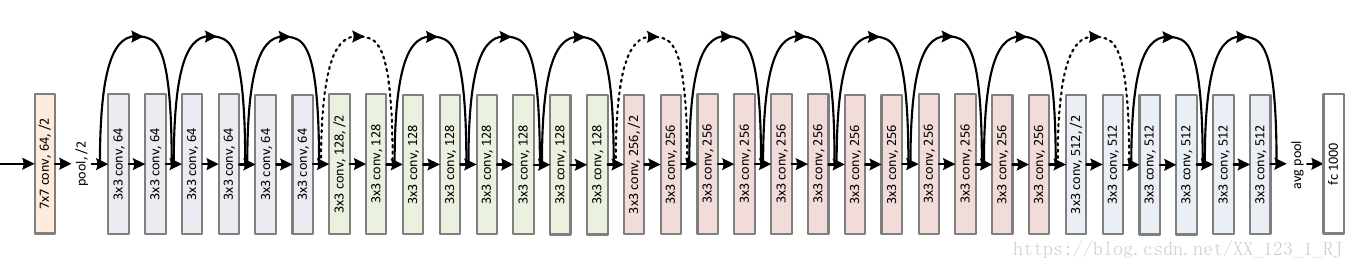 7x7 conv, 64, /2
pool, /2
3x3 conv, 64
3x3 conv, 64
3x3 conv, 64
3x3 conv, 64
3x3 conv, 64
3x3 conv, 64
3x3 conv, 128, /2
3x3 conv, 128
3x3 conv, 128
3x3 conv, 128
3x3 conv, 128
3x3 conv, 128
3x3 conv, 128
3x3 conv, 128
3x3 conv, 256, /2
3x3 conv, 256
3x3 conv, 256
3x3 conv, 256
3x3 conv, 256
3x3 conv, 256
3x3 conv, 256
3x3 conv, 256
3x3 conv, 256
3x3 conv, 256
3x3 conv, 256
3x3 conv, 256
3x3 conv, 512, /2
3x3 conv, 512
3x3 conv, 512
3x3 conv, 512
3x3 conv, 512
3x3 conv, 512
avg pool
fc 1000
https://blog.csdn.net/XX_123_1_RJ